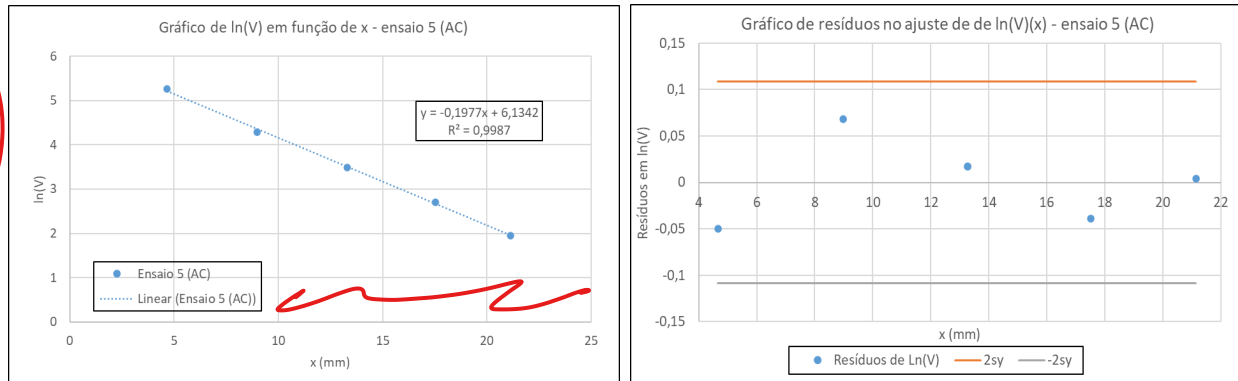 Gráfico de ln(V) em função de x - ensaio 5 (AC)
6
5
4
3
2
1
0
ln(V)
y = -0,1977x + 6,1342
R² = 0,9987
Ensaio 5 (AC)
Linear (Ensaio 5 (AC))
0 5 10 15 20 25
x (mm)
Gráfico de resíduos no ajuste de de ln(V)(x) - ensaio 5 (AC)
0,15
0,1
0,05
0
-0,05
-0,1
-0,15
Resíduos em ln(V)
4 6 8 10 12 14 16 18 20 22
x (mm)
Resíduos de Ln(V) 2sy -2sy